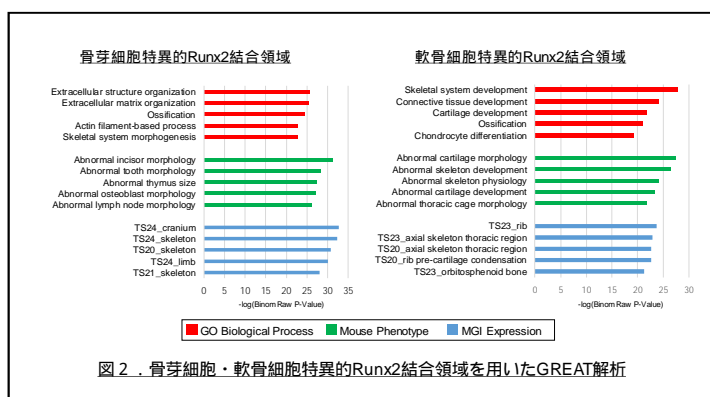 骨芽細胞特異的Runx2結合領域
Extracellular structure organization
Extracellular matrix organization
Ossification
Actin filament-based process
Skeletal system morphogenesis
Abnormal incisor morphology
Abnormal tooth morphology
Abnormal thymus size
Abnormal osteoblast morphology
Abnormal lymph node morphology
TS24_cranium
TS24_skeleton
TS20_skeleton
TS24_limb
TS21_skeleton
0 5 10 15 20 25 30 35
-log(Binom Raw P-Value)
軟骨細胞特異的Runx2結合領域
Skeletal system development
Connective tissue development
Cartilage development
Ossification
Chondrocyte differentiation
Abnormal cartilage morphology
Abnormal skeleton development
Abnormal skeleton physiology
Abnormal cartilage development
Abnormal thoracic cage morphology
TS23_rib
TS23_axial skeleton thoracic region
TS20_axial skeleton thoracic region
TS20_rib pre-cartilage condensation
TS23_orbitosphenoid bone
0 5 10 15 20 25 30
-log(Binom Raw P-Value)
GO Biological Process Mouse Phenotype MGI Expression
図2.骨芽細胞・軟骨細胞特異的Runx2結合領域を用いたGREAT解析